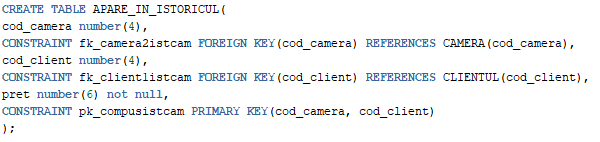 CREATE TABLE APARE_IN_ISTORICUL(
cod_camera number(4),
CONSTRAINT fk_camera2istcam FOREIGN KEY(cod_camera) REFERENCES CAMERA(cod_camera),
cod_client number(4),
CONSTRAINT fk_clientlistcam FOREIGN KEY(cod_client) REFERENCES CLIENTUL(cod_client),
pret number(6) not null,
CONSTRAINT pk_compusistcam PRIMARY KEY(cod_camera, cod_client)
);